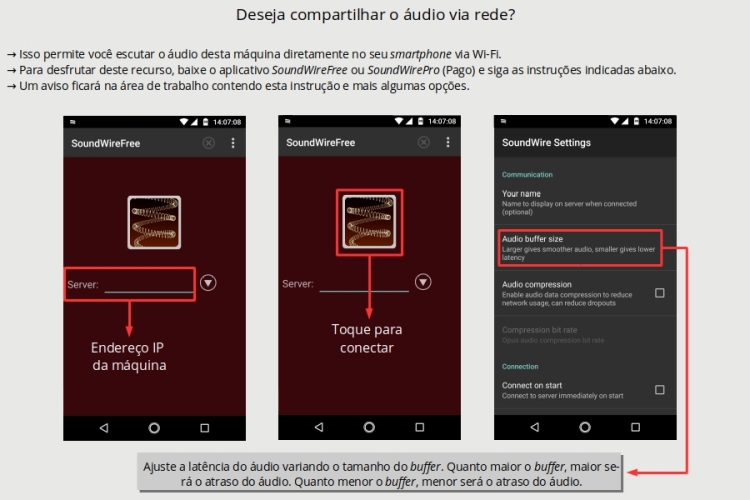 Deseja compartilhar o áudio via rede?
→ Isso permite você escutar o áudio desta máquina diretamente no seu smartphone via Wi-Fi.
→ Para desfrutar deste recurso, baixe o aplicativo SoundWireFree ou SoundWirePro (Pago) e siga as instruções indicadas abaixo.
→ Um aviso ficará na área de trabalho contendo esta instrução e mais algumas opções.
14:07:08
SoundWireFree
Server:
Endereço IP
da máquina
14:07:08
SoundWireFree
Server:
Toque para
conectar
14:07:08
SoundWire Settings
Communication
Your name
Name to display on server when connected
(optional)
Audio buffer size
Larger gives smoother audio, smaller gives lower
latency
Audio compression
Enable audio data compression to reduce
network usage, can reduce dropouts
Compression bit rate
Opus audio compression bit rate
Connection
Connect on start
Connect to server immediately on start
Ajuste a latência do áudio variando o tamanho do buffer. Quanto maior o buffer, maior se-
rá o atraso do áudio. Quanto menor o buffer, menor será o atraso do áudio.